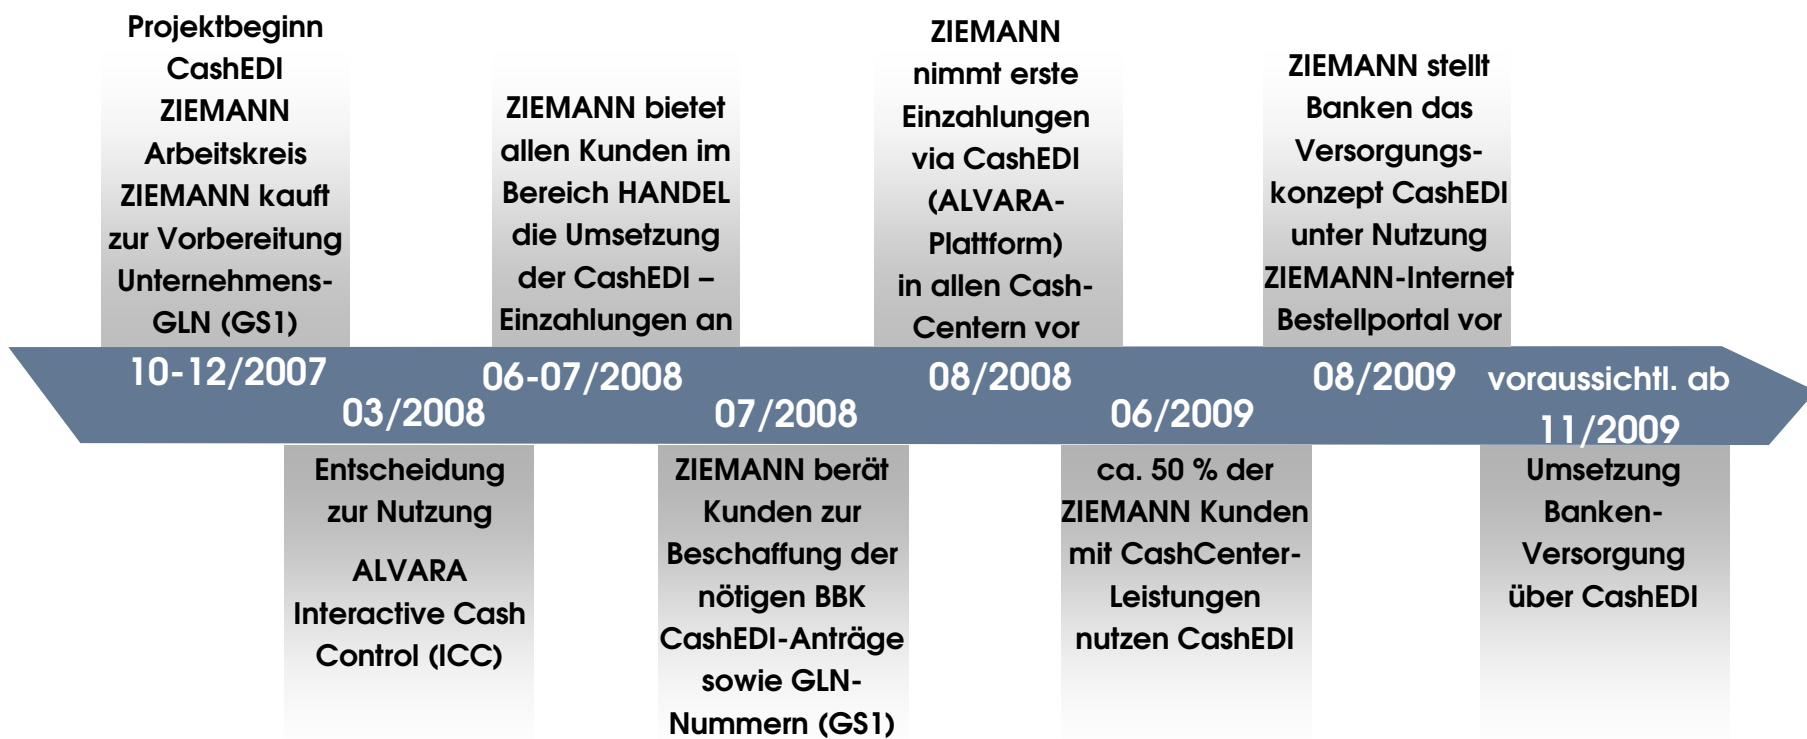 Projektbeginn
CashEDI
ZIEMANN
Arbeitskreis
ZIEMANN kauft
zur Vorbereitung
Unternehmens-
GLN (GS1)
10-12/2007
03/2008
Entscheidung
zur Nutzung
ALVARA
Interactive Cash
Control (ICC)
ZIEMANN bietet
allen Kunden im
Bereich HANDEL
die Umsetzung
der CashEDI –
Einzahlungen an
06-07/2008
07/2008
ZIEMANN berät
Kunden zur
Beschaffung der
nötigen BBK
CashEDI-Anträge
sowie GLN-
Nummern (GS1)
ZIEMANN
nimmt erste
Einzahlungen
via CashEDI
(ALVARA-
Plattform)
in allen Cash-
Centern vor
08/2008
06/2009
ca. 50 % der
ZIEMANN Kunden
mit CashCenter-
Leistungen
nutzen CashEDI
ZIEMANN stellt
Banken das
Versorgungs-
konzept CashEDI
unter Nutzung
ZIEMANN-Internet
Bestellportal vor
08/2009
voraussichtl. ab
11/2009
Umsetzung
Banken-
Versorgung
über CashEDI